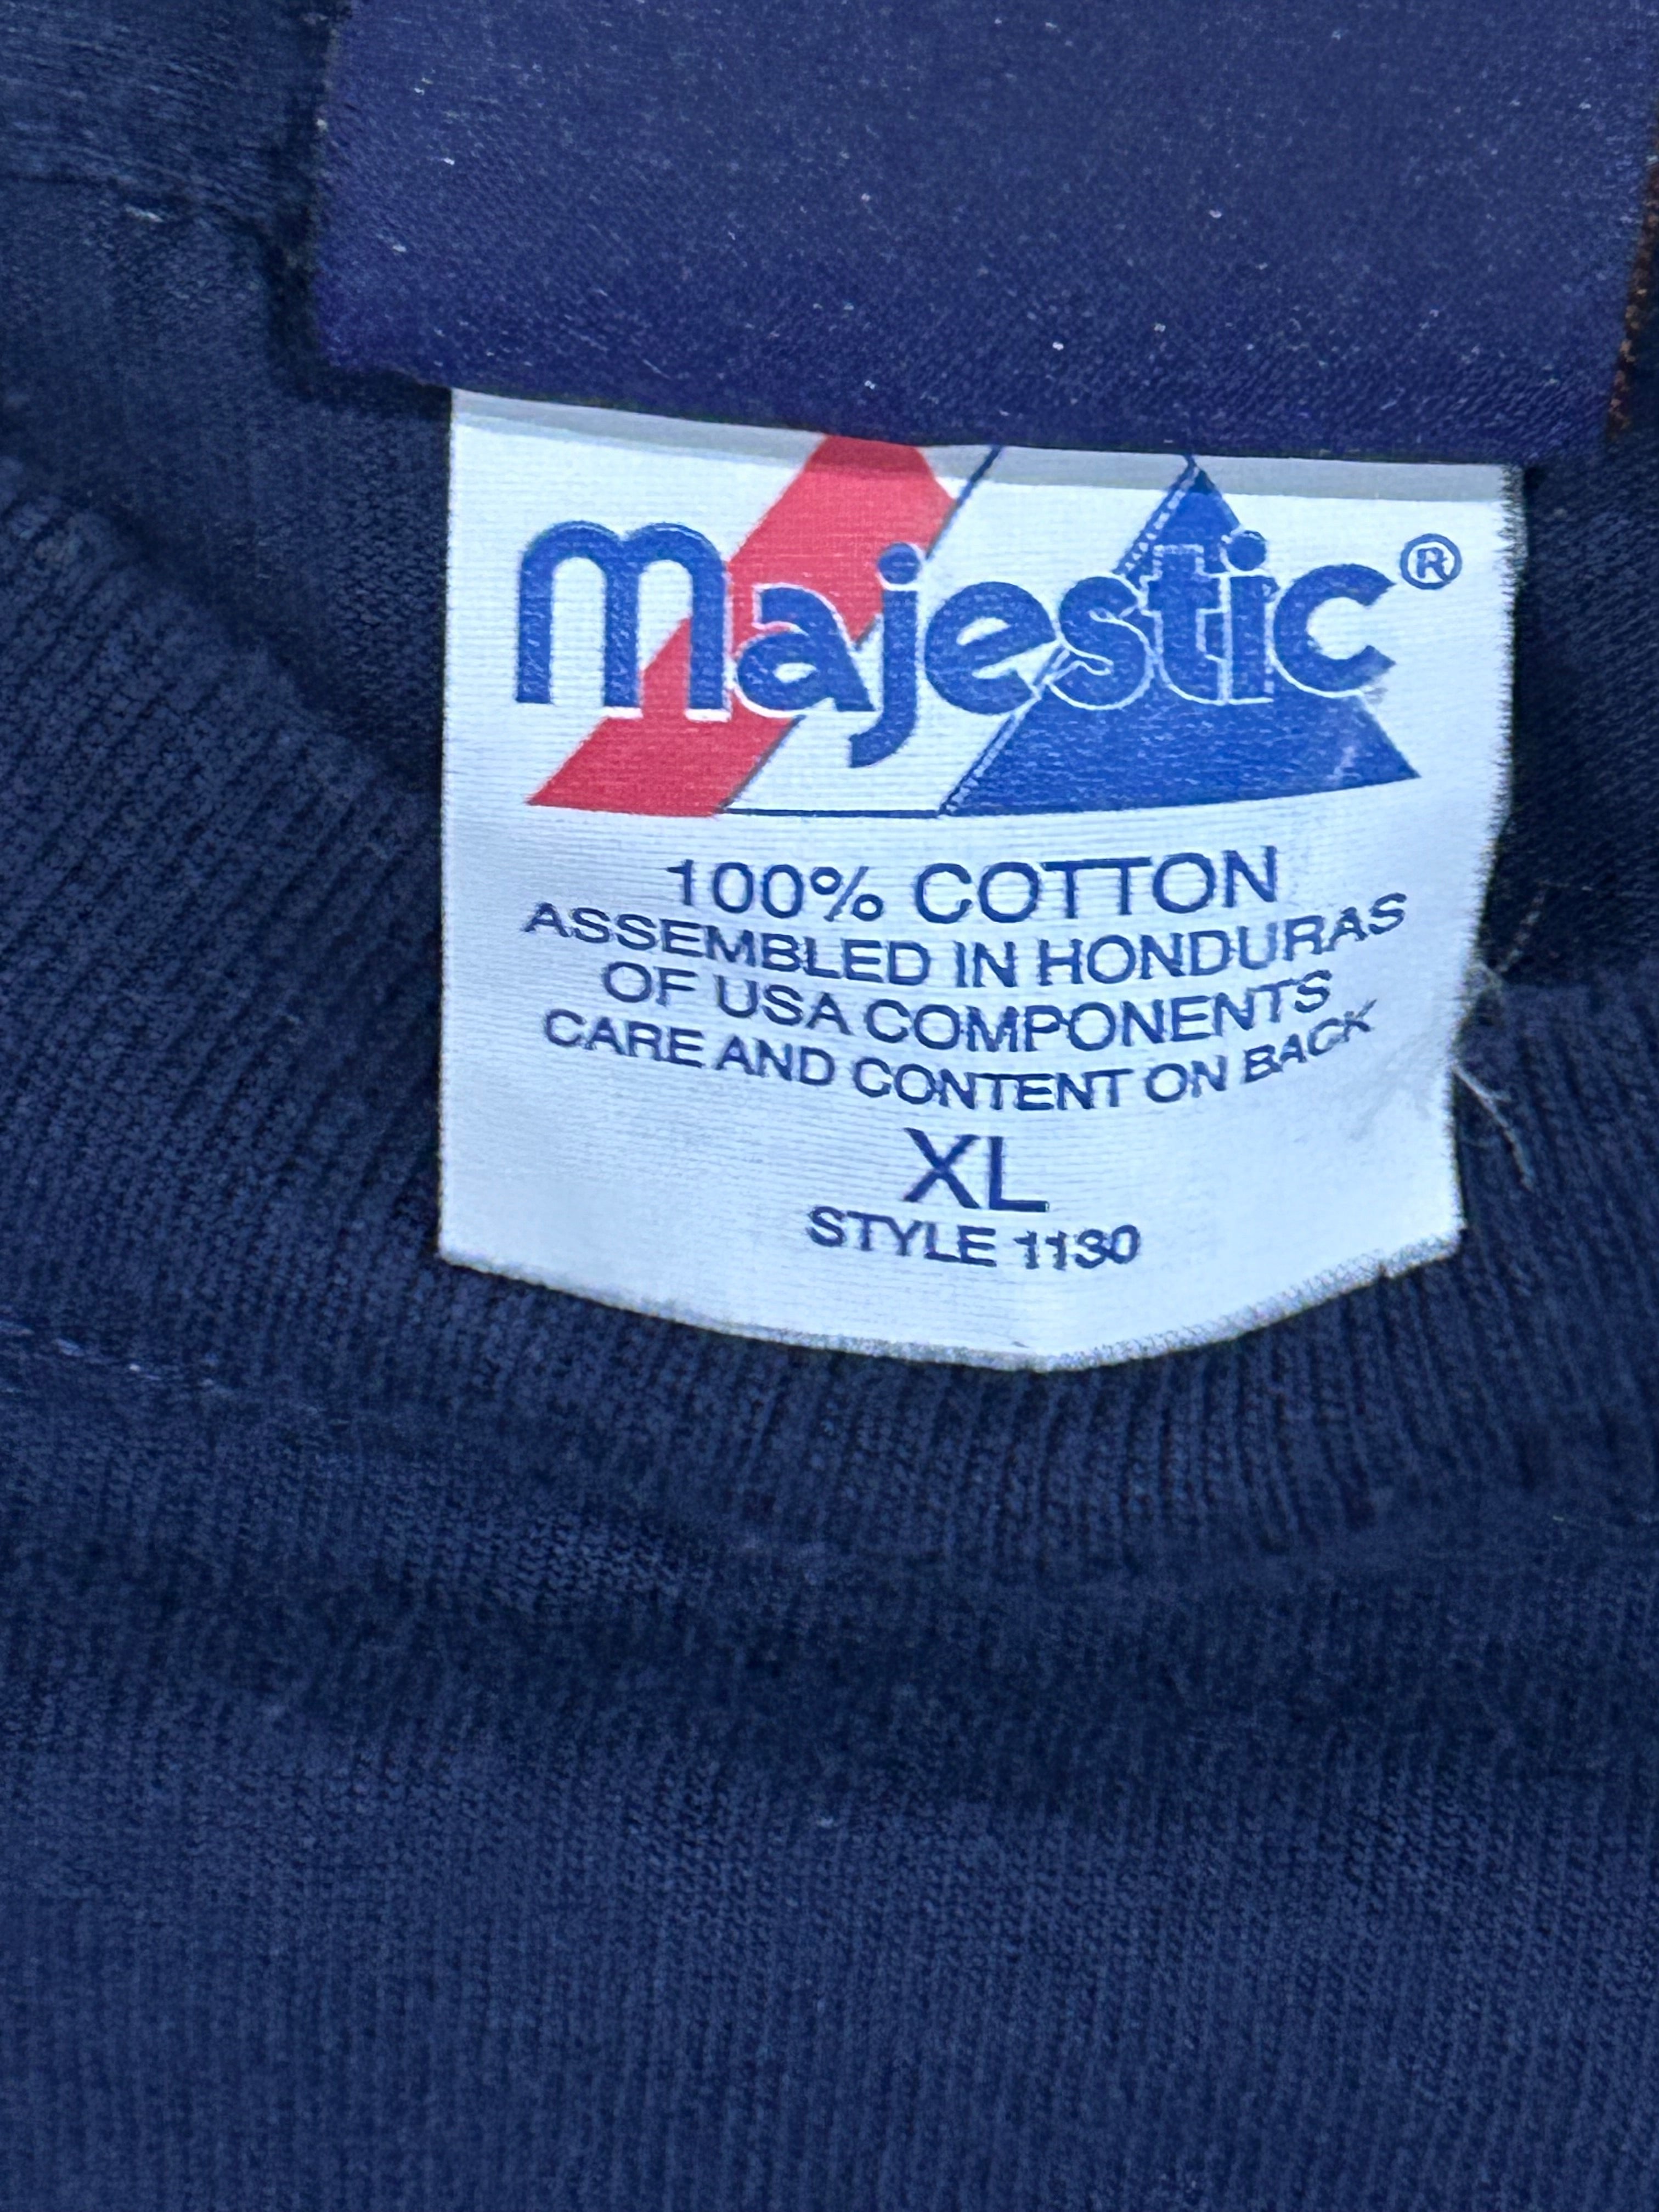 majestic®
100% COTTON
ASSEMBLED IN HONDURAS
OF USA COMPONENTS
CARE AND CONTENT ON BACK
XL
STYLE 1130